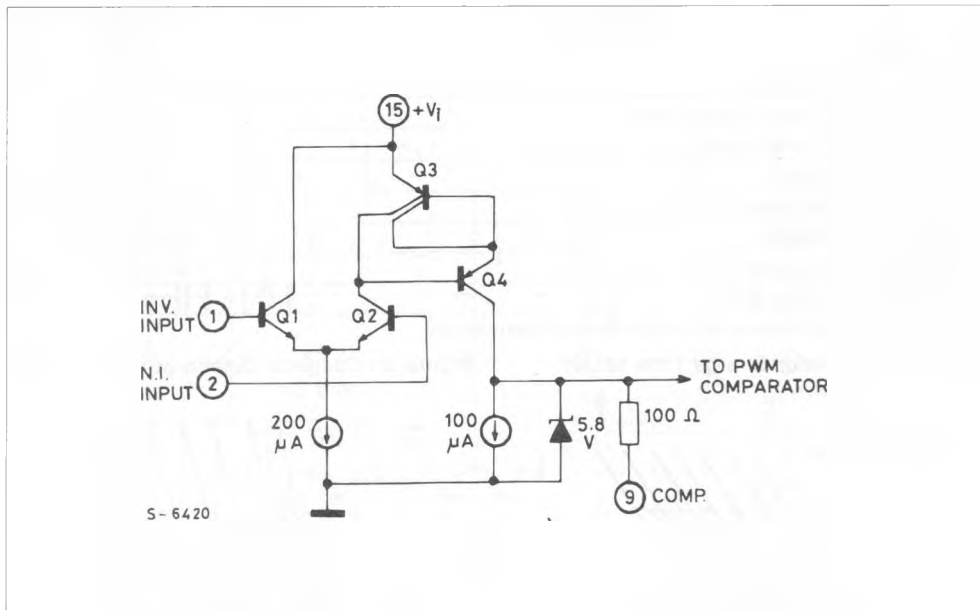 15 +VI
Q3
Q4
INV. INPUT 1 Q1 Q2
N.I. INPUT 2
TO PWM COMPARATOR
200 μA
100 μA
5.8 V
100 Ω
9 COMP.
S-6420